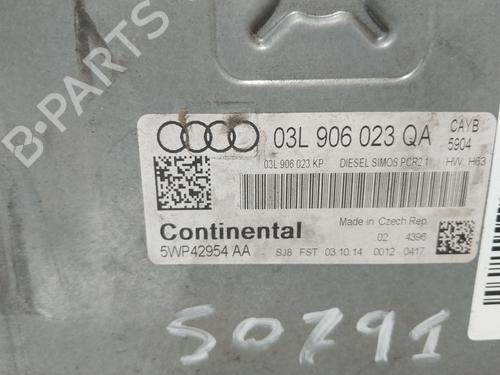 B-PARTS
03L 906 023 QA
CAYB
5904
03L 906 023 KP DIESEL SIMOS PCR2.1 HW: H63
Continental
Made in Czech Rep.
5WP42954 AA
02 4396
SJ8 FST 03.10.14 0012 0417
S0791